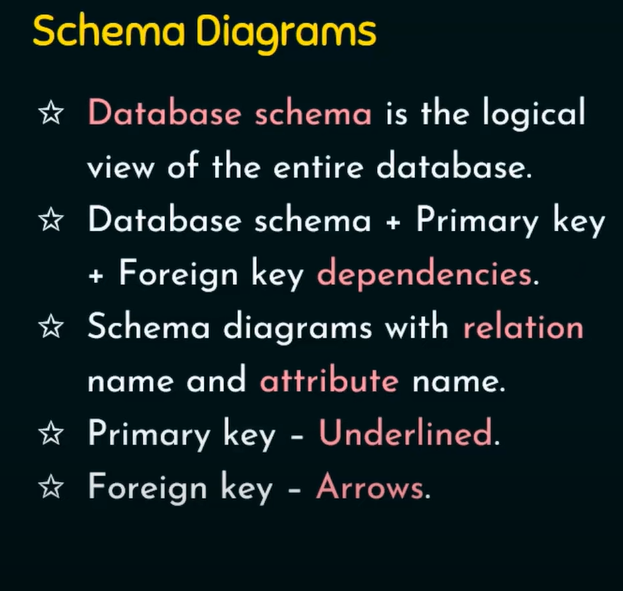 Schema Diagrams
☆ Database schema is the logical
view of the entire database.
☆ Database schema + Primary key
+ Foreign key dependencies.
☆ Schema diagrams with relation
name and attribute name.
☆ Primary key – Underlined.
☆ Foreign key – Arrows.